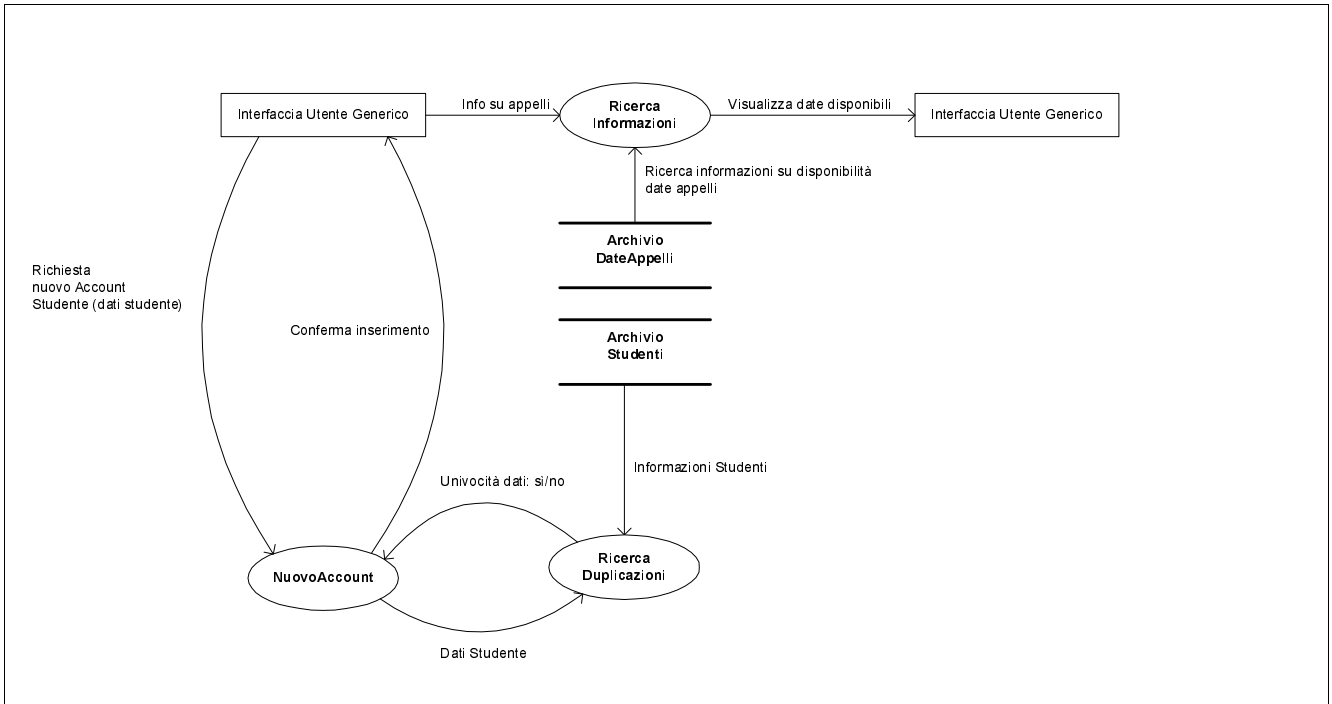 Interfaccia Utente Generico
Info su appelli
Ricerca
Informazioni
Visualizza date disponibili
Interfaccia Utente Generico
Ricerca informazioni su disponibilità
date appelli
Archivio
DateAppelli
Richiesta
nuovo Account
Studente (dati studente)
Conferma inserimento
Archivio
Studenti
Informazioni Studenti
Univocità dati: sì/no
NuovoAccount
Ricerca
Duplicazioni
Dati Studente